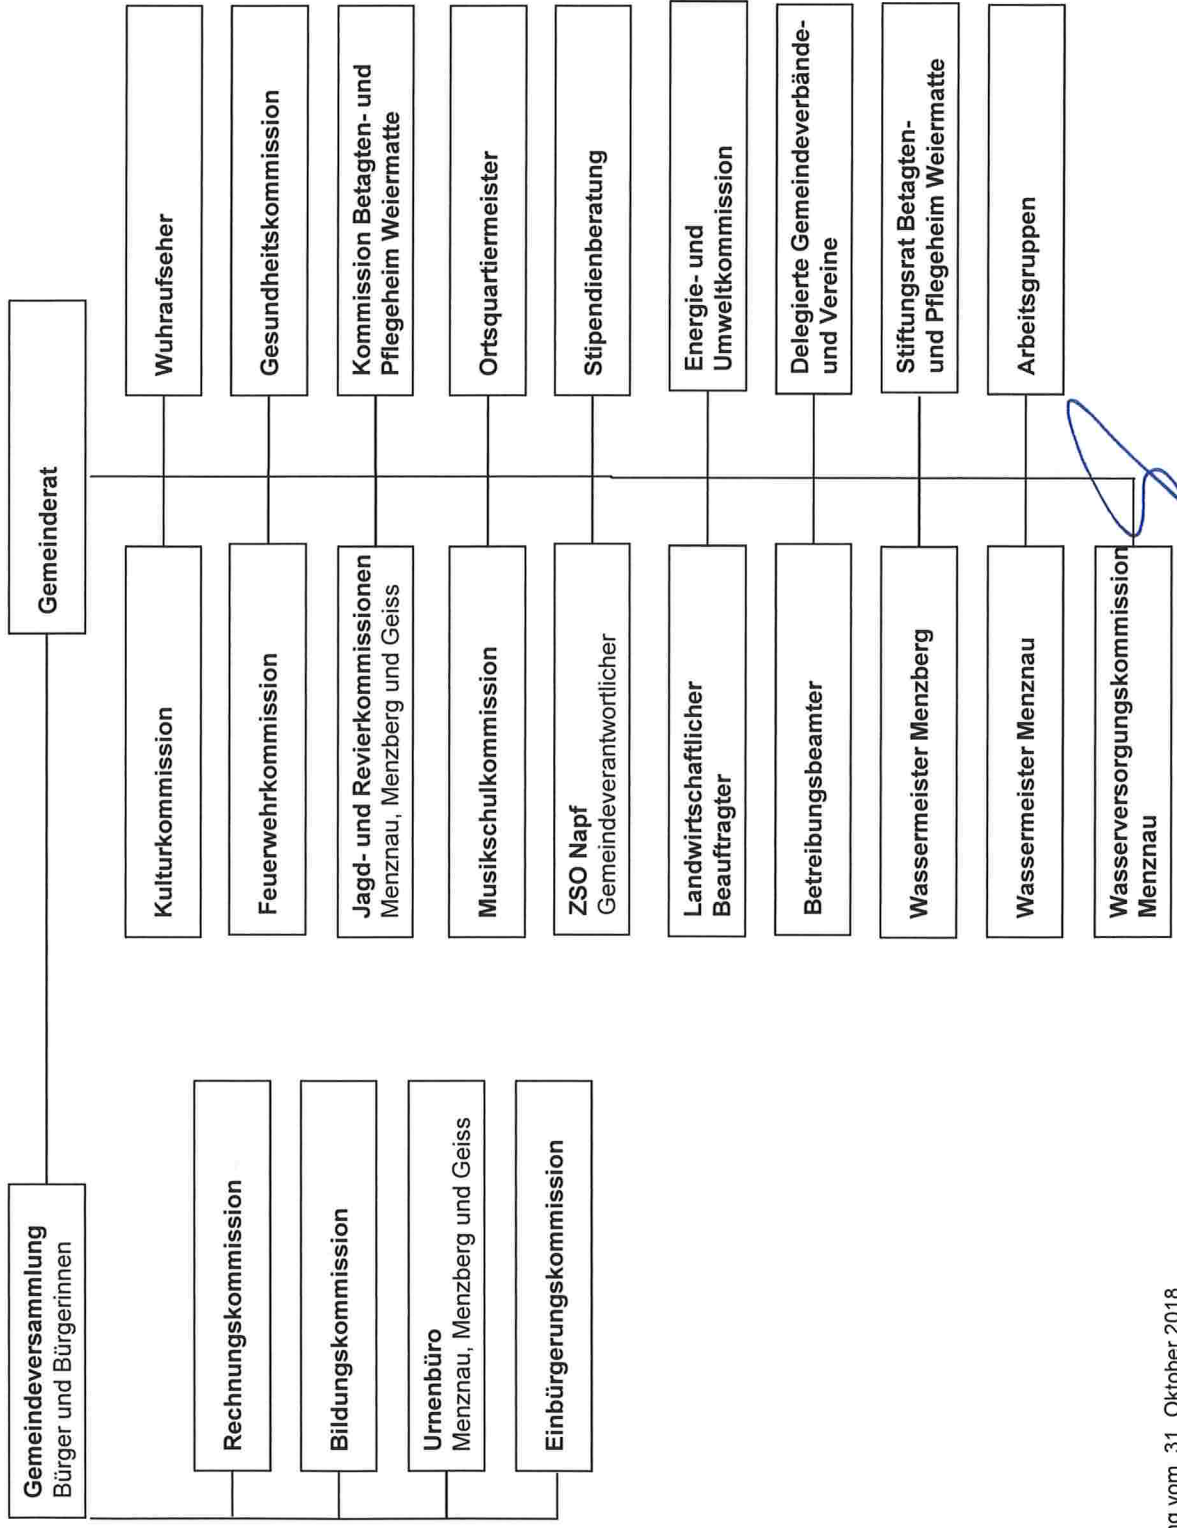 Gemeindeversammlung
Bürger und Bürgerinnen
Gemeinderat
Rechnungskommission
Bildungskommission
Urnenbüro
Menznau, Menzberg und Geiss
Einbürgerungskommission
Kulturkommission
Feuerwehrkommission
Jagd- und Revierkommissionen
Menznau, Menzberg und Geiss
Musikschulkommission
ZSO Napf
Gemeindeverantwortlicher
Landwirtschaftlicher
Beauftragter
Betreibungsbeamter
Wassermeister Menzberg
Wassermeister Menznau
Wasserversorgungskommission
Menznau
Wuhraufseher
Gesundheitskommission
Kommission Betagten- und
Pflegeheim Weiermatte
Ortsquartiermeister
Stipendienberatung
Energie- und
Umweltkommission
Delegierte Gemeindeverbände-
und Vereine
Stiftungsrat Betagten-
und Pflegeheim Weiermatte
Arbeitsgruppen
vom 31. Oktober 2018